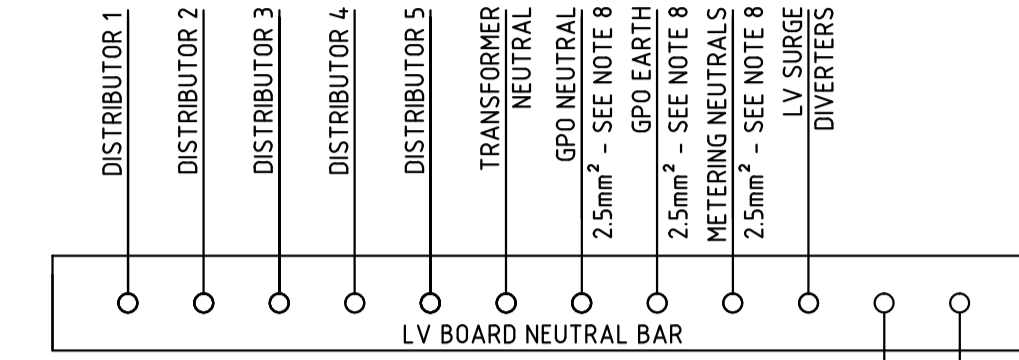 DISTRIBUTOR 1
DISTRIBUTOR 2
DISTRIBUTOR 3
DISTRIBUTOR 4
DISTRIBUTOR 5
TRANSFORMER
NEUTRAL
GPO NEUTRAL
2.5mm² - SEE NOTE 8
GPO EARTH
2.5mm² - SEE NOTE 8
METERING NEUTRALS
2.5mm² - SEE NOTE 8
LV SURGE
DIVERTERS
LV BOARD NEUTRAL BAR